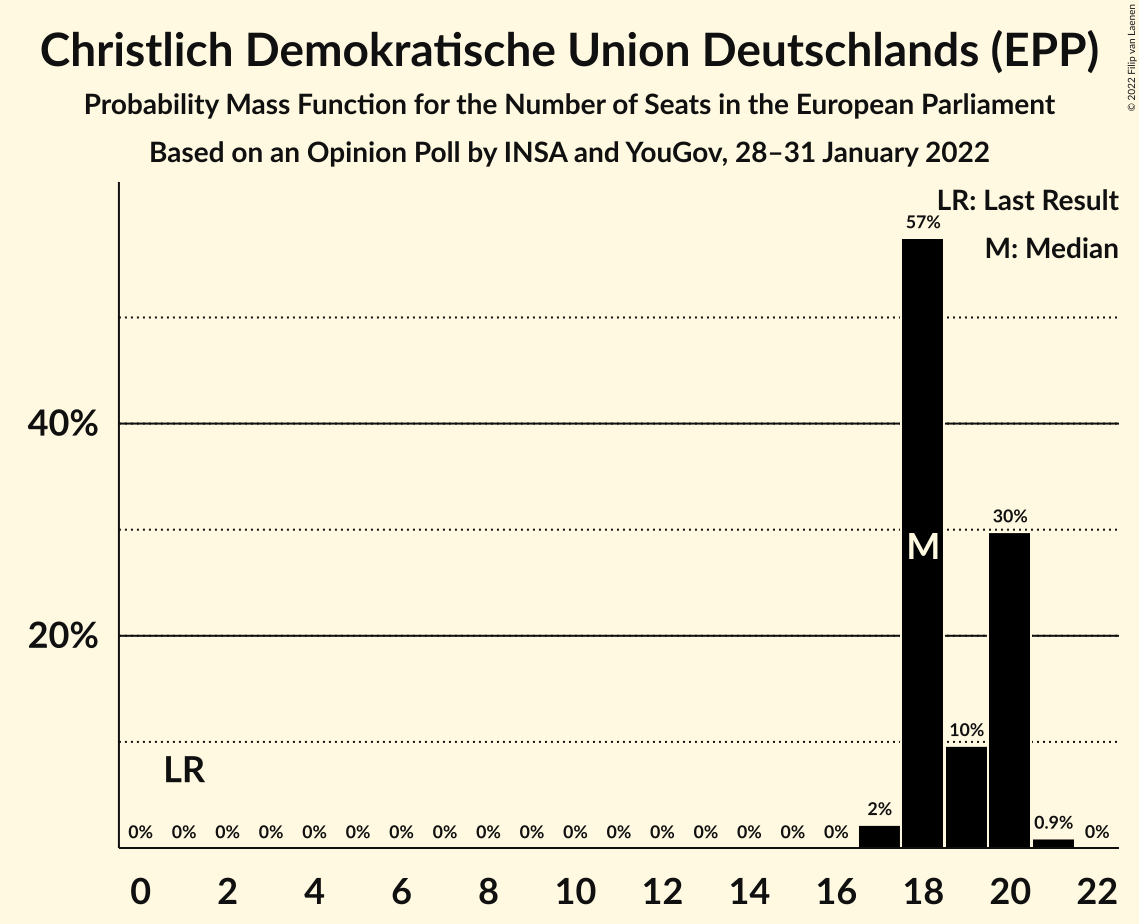 Christlich Demokratische Union Deutschlands (EPP)
Probability Mass Function for the Number of Seats in the European Parliament
Based on an Opinion Poll by INSA and YouGov, 28–31 January 2022
© 2022 Filip van Laenen
LR: Last Result
M: Median
57%
40%
30%
M
20%
10%
LR
2%
0.9%
0% 0% 0% 0% 0% 0% 0% 0% 0% 0% 0% 0% 0% 0% 0% 0% 0% 0%
0 2 4 6 8 10 12 14 16 18 20 22